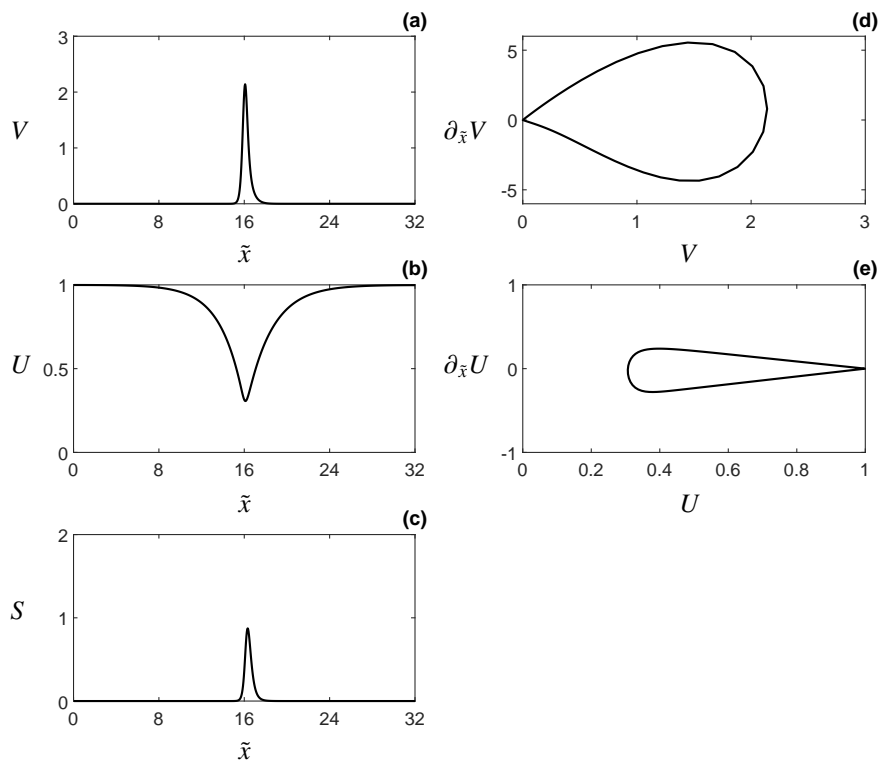 (a)
3
2
V
1
0
0 8 16 24 32
x̃
(b)
1
U 0.5
0
0 8 16 24 32
x̃
(c)
2
S 1
0
0 8 16 24 32
x̃
(d)
5
∂x̃V 0
-5
0 1 2 3
V
(e)
1
∂x̃U 0
-1
0 0.2 0.4 0.6 0.8 1
U